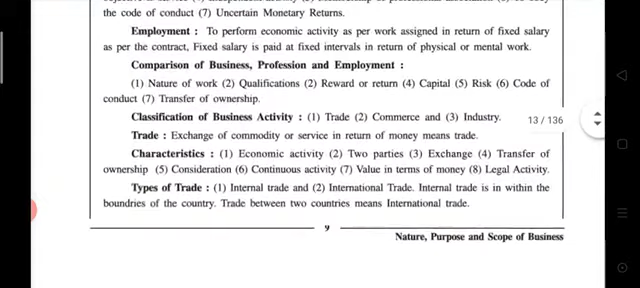 the code of conduct (7) Uncertain Monetary Returns.
Employment : To perform economic activity as per work assigned in return of fixed salary
as per the contract, Fixed salary is paid at fixed intervals in return of physical or mental work.
Comparison of Business, Profession and Employment :
(1) Nature of work (2) Qualifications (2) Reward or return (4) Capital (5) Risk (6) Code of
conduct (7) Transfer of ownership.
Classification of Business Activity : (1) Trade (2) Commerce and (3) Industry.
13 / 136
Trade : Exchange of commodity or service in return of money means trade.
Characteristics : (1) Economic activity (2) Two parties (3) Exchange (4) Transfer of
ownership (5) Consideration (6) Continuous activity (7) Value in terms of money (8) Legal Activity.
Types of Trade : (1) Internal trade and (2) International Trade. Internal trade is in within the
boundries of the country. Trade between two countries means International trade.
9
Nature, Purpose and Scope of Business